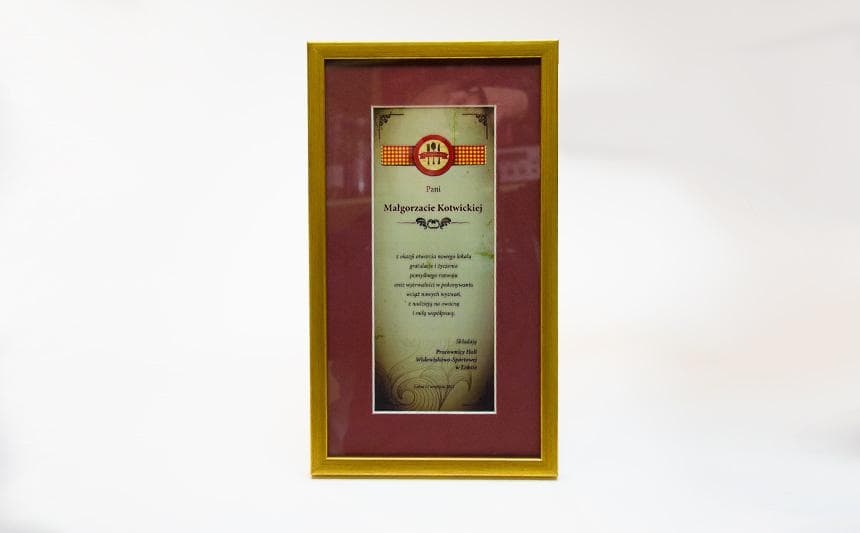 Pani
Małgorzacie Kotwickiej
z okazji otwarcia nowego lokalu
gratulacje i życzenia
pomyślnego rozwoju
oraz wytrwałości w pokonywaniu
wciąż nowych wyzwań,
z nadzieją na owocną
i miłą współpracę.
Składają
Pracownicy Hali
Widowiskowo-Sportowej
w Łobzie